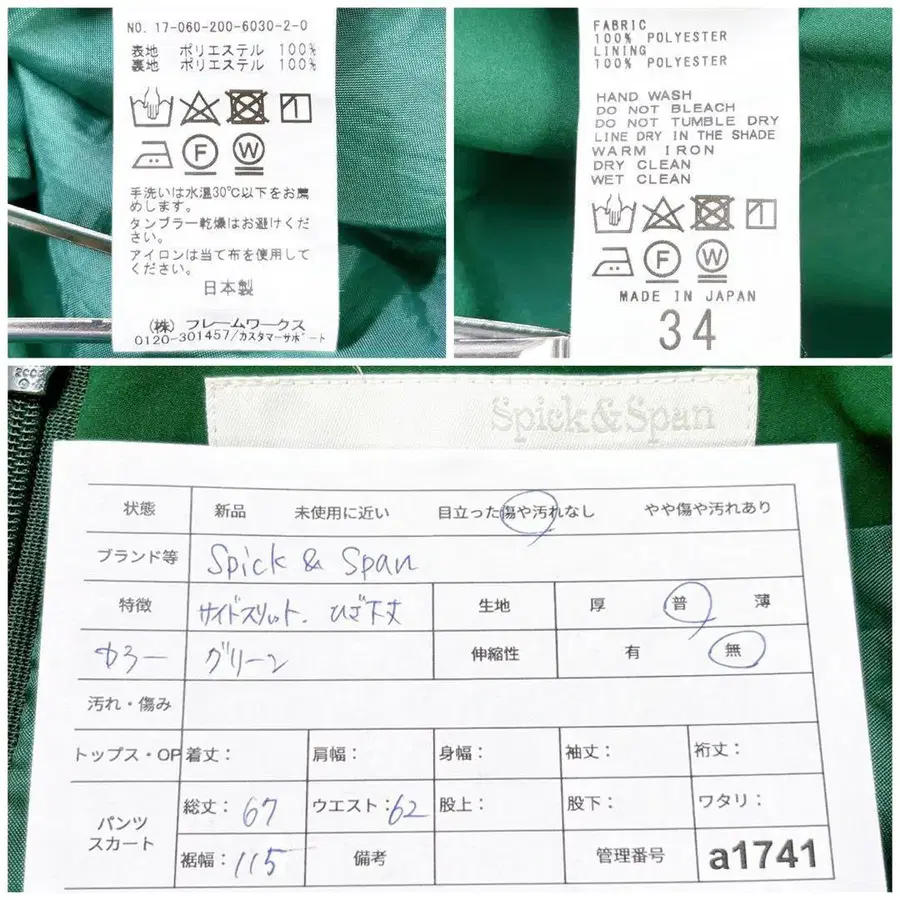 NO. 17-060-200-6030-2-0
表地 ポリエステル 100%
裏地 ポリエステル 100%
F W
手洗いは水温30℃以下をお薦
めします。
タンブラー乾燥はお避けくだ
さい。
アイロンは当て布を使用して
ください。
日本製
(株) フレームワークス
0120-301457/カスタマーサポート
FABRIC
100% POLYESTER
LINING
100% POLYESTER
HAND WASH
DO NOT BLEACH
DO NOT TUMBLE DRY
LINE DRY IN THE SHADE
WARM IRON
DRY CLEAN
WET CLEAN
F W
MADE IN JAPAN
34
Spick&Span
状態 新品 未使用に近い 目立った傷や汚れなし やや傷や汚れあり
ブランド等 Spick & Span
特徴 サイドスリット. ひざ下丈 生地 厚 普 薄
カラー グリーン 伸縮性 有 無
汚れ・傷み
トップス・OP 着丈: 肩幅: 身幅: 袖丈: 裄丈:
パンツ
スカート
総丈: 67 ウエスト: 62 股上: 股下: ワタリ:
裾幅: 115 備考 管理番号 a1741